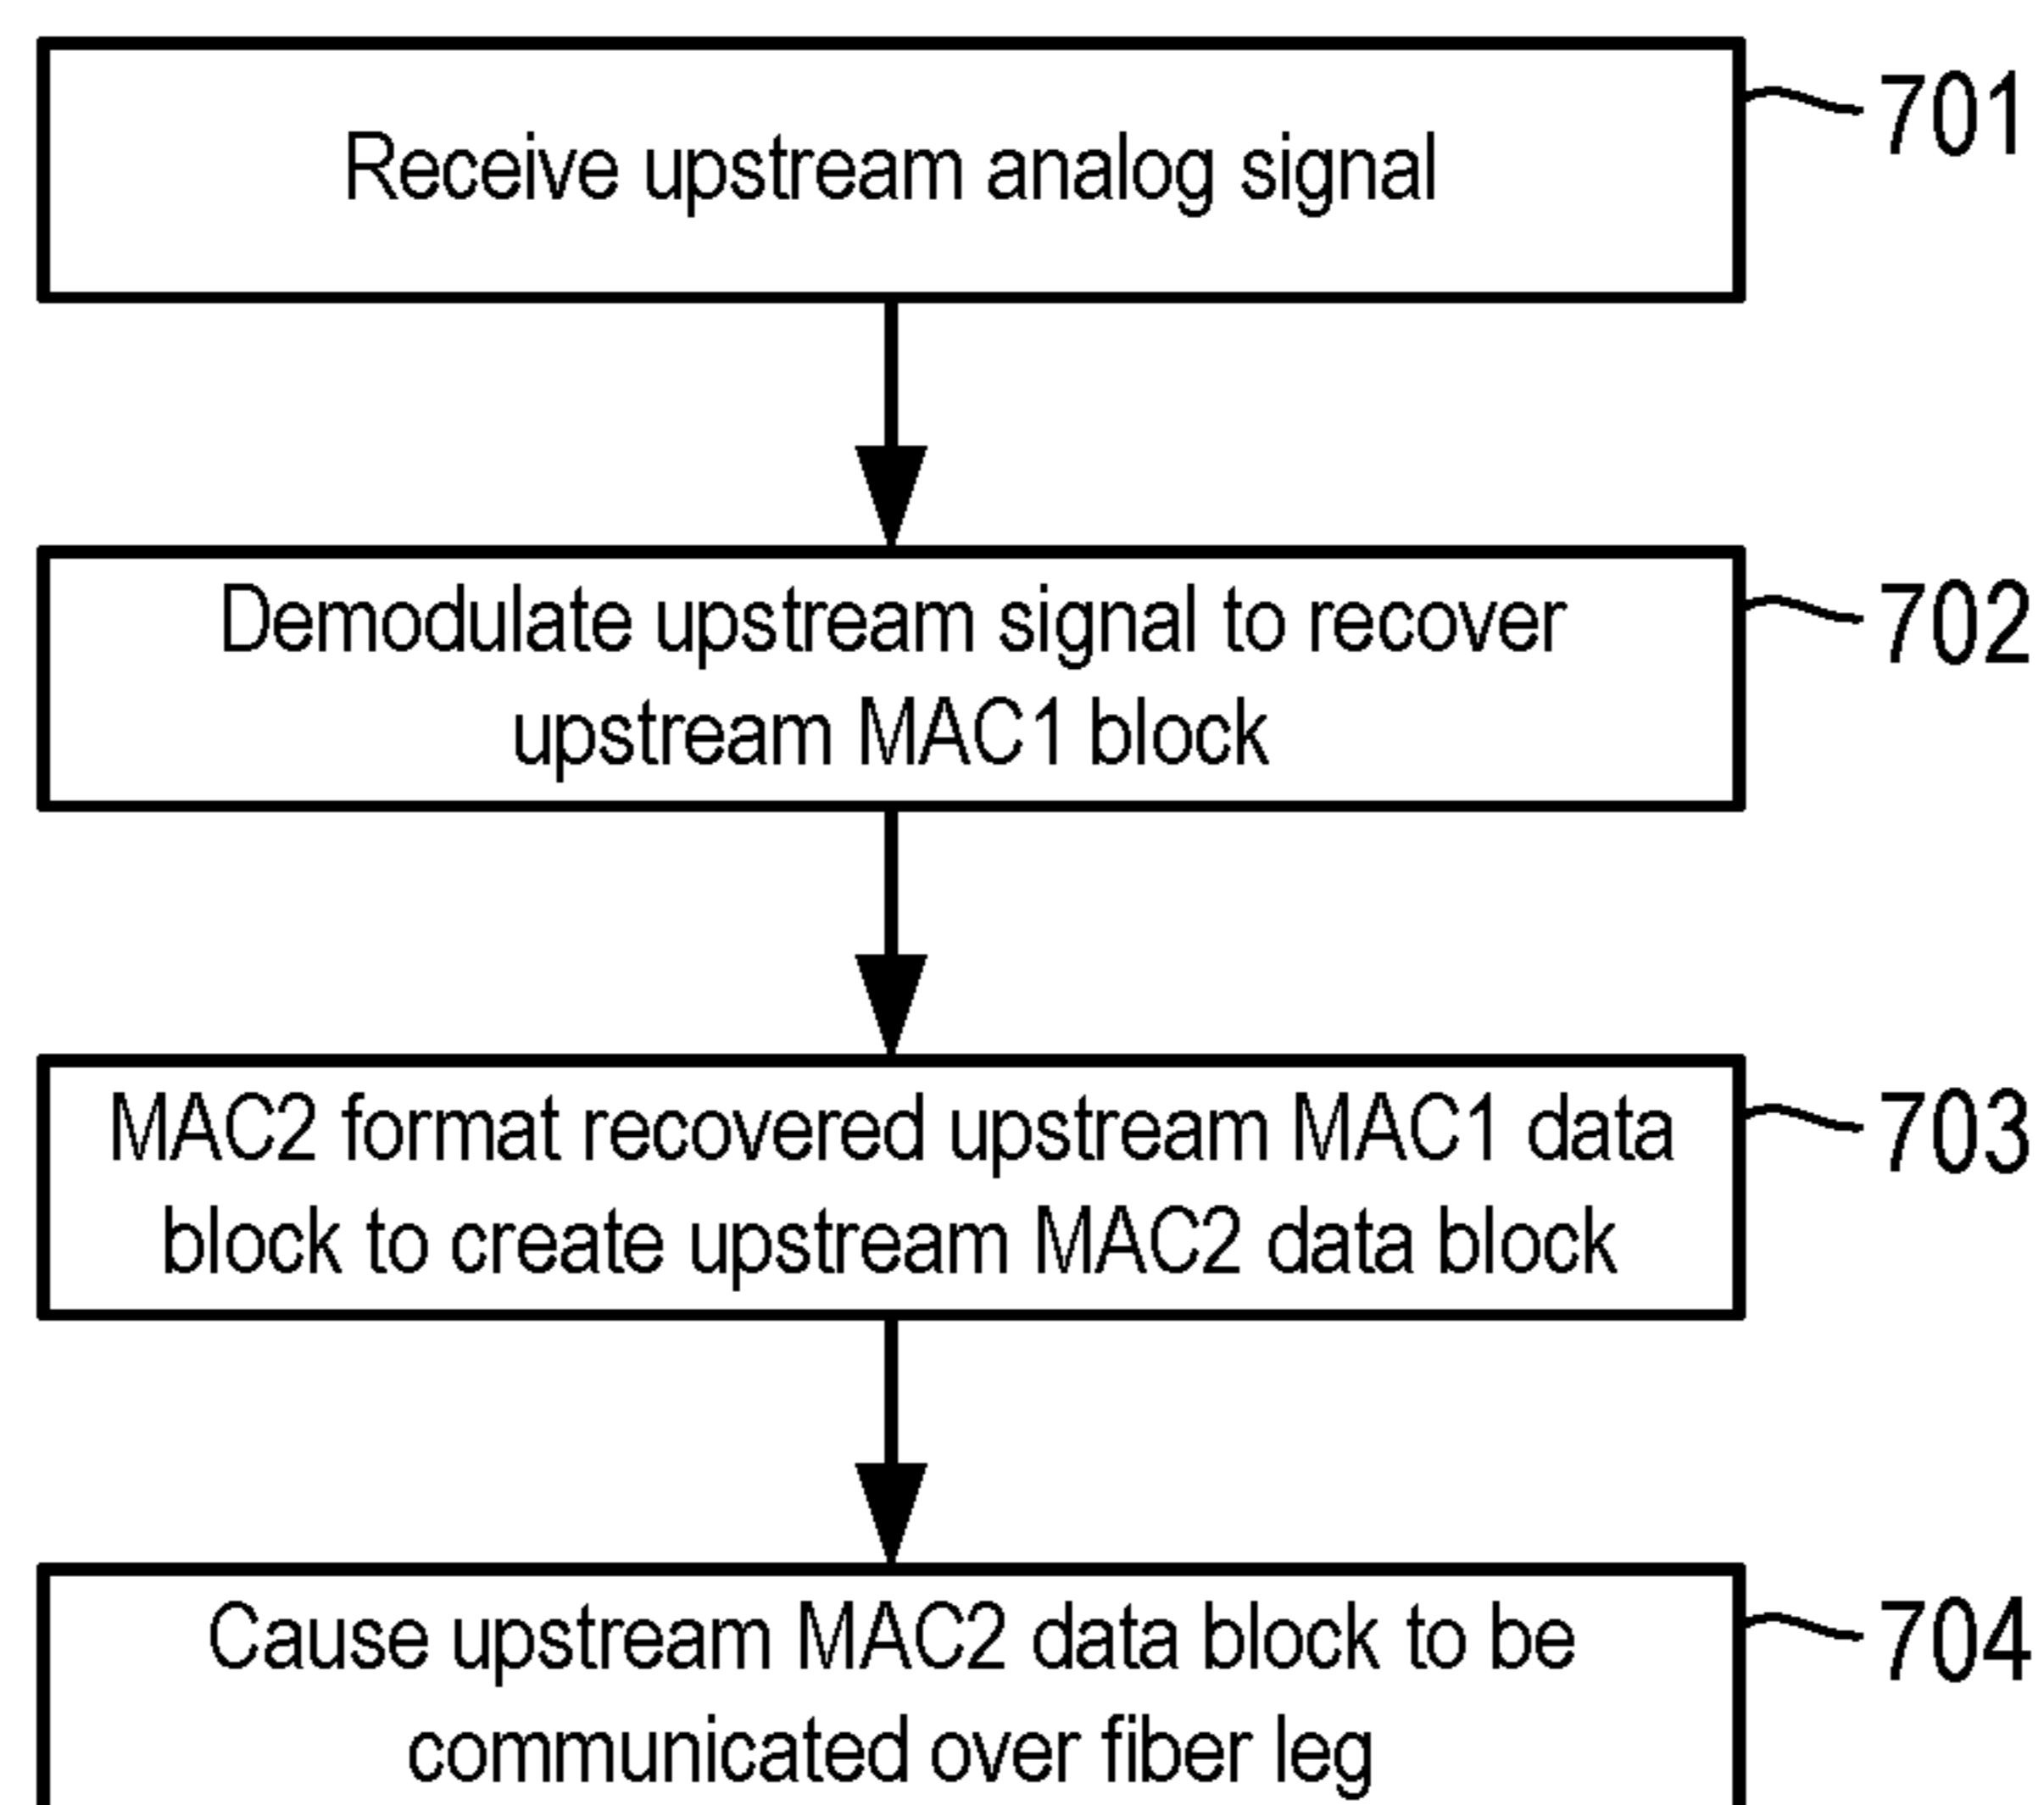 Receive upstream analog signal
701
Demodulate upstream signal to recover
upstream MAC1 block
702
MAC2 format recovered upstream MAC1 data
block to create upstream MAC2 data block
703
Cause upstream MAC2 data block to be
communicated over fiber leg
704